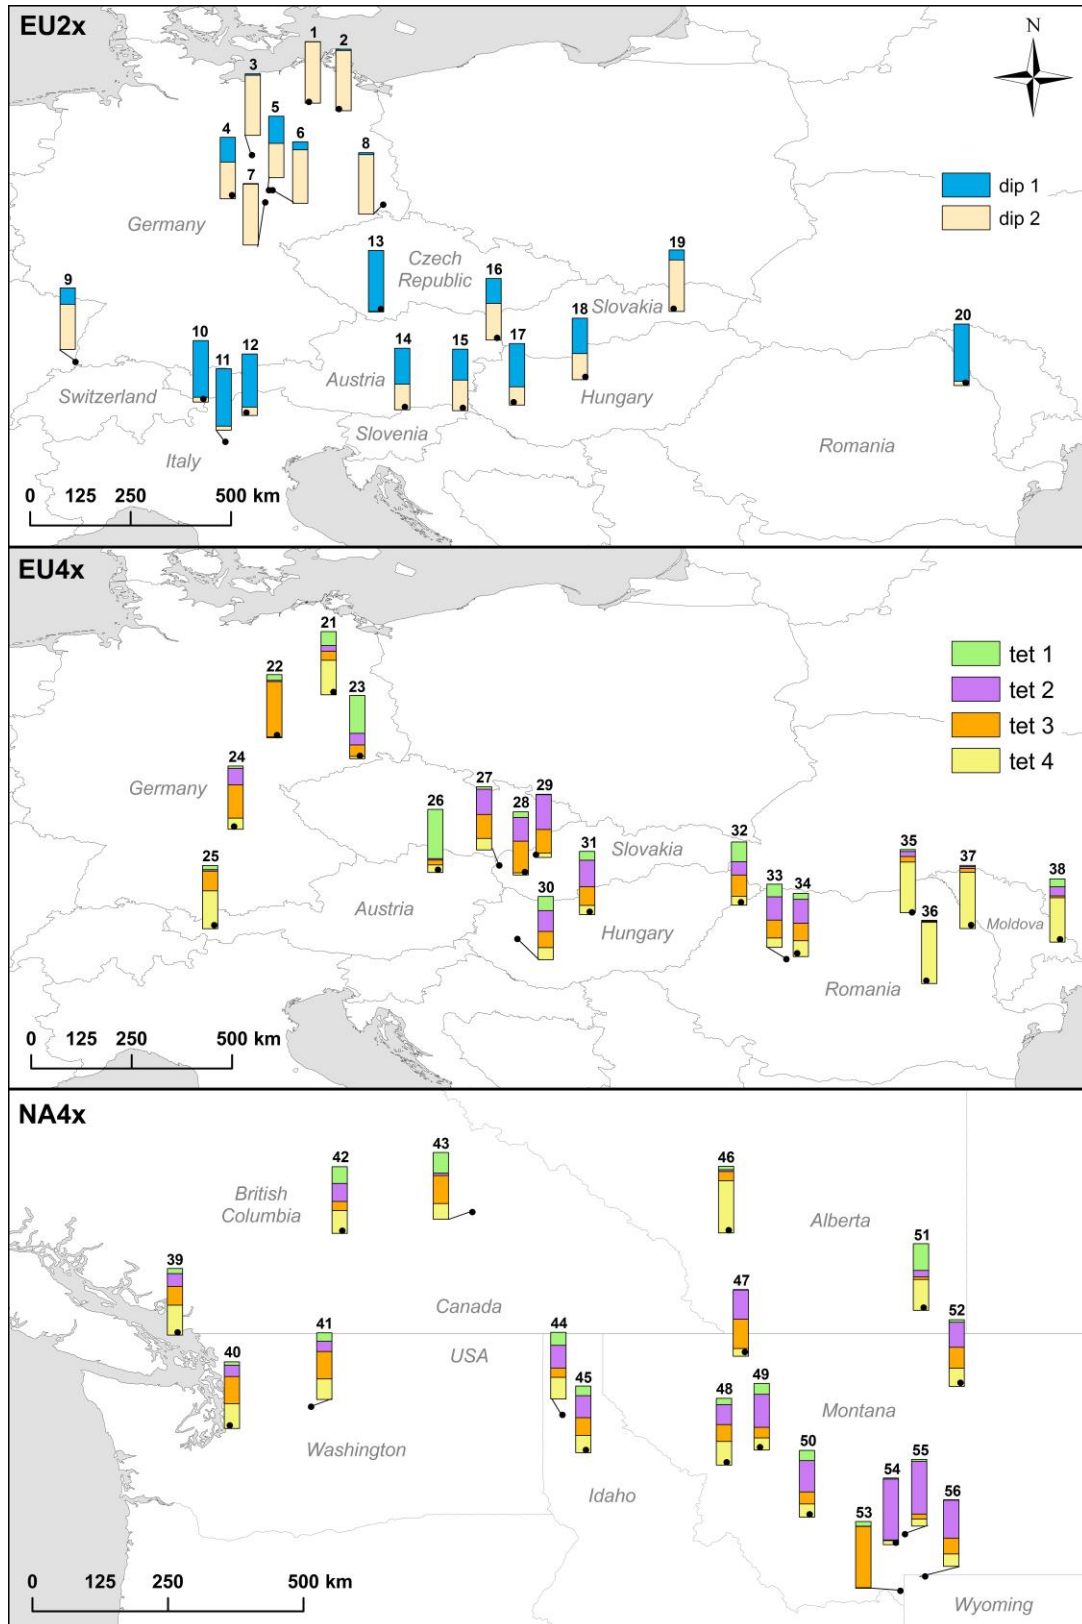 EU2x
N
1
2
3
5
4
6
8
7
dip 1
dip 2
Germany
13
Czech
Republic
19
16
9
Slovakia
18
20
10
17
11
12
14
15
Austria
Switzerland
Hungary
Slovenia
Romania
Italy
0 125 250 500 km
EU4x
21
22
23
tet 1
tet 2
tet 3
tet 4
24
Germany
27
29
28
26
25
31
Slovakia
32
35
37
38
33
34
30
Austria
Hungary
36
Moldova
Romania
0 125 250 500 km
NA4x
43
42
46
British
Columbia
Alberta
51
39
47
Canada
52
41
44
USA
40
45
49
48
Montana
50
Washington
55
54
Idaho
56
53
0 125 250 500 km
Wyoming